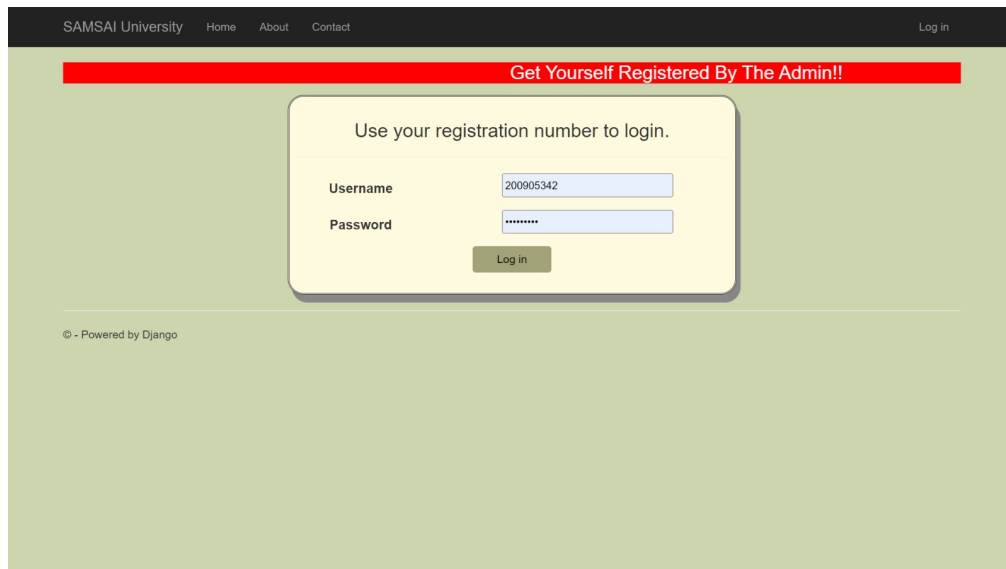 SAMSAI University Home About Contact Log in
Get Yourself Registered By The Admin!!
Use your registration number to login.
Username 200905342
Password •••••••••
Log in
© - Powered by Django